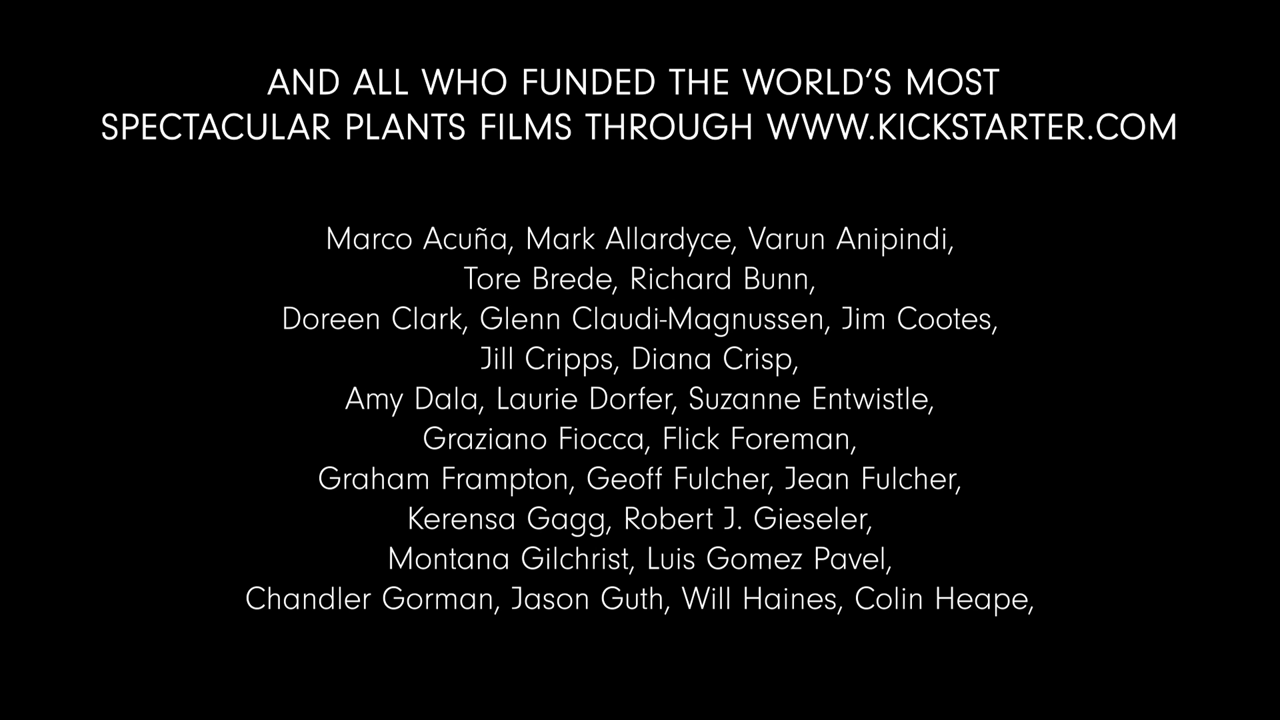 AND ALL WHO FUNDED THE WORLD’S MOST
SPECTACULAR PLANTS FILMS THROUGH WWW.KICKSTARTER.COM
Marco Acuña, Mark Allardyce, Varun Anipindi,
Tore Brede, Richard Bunn,
Doreen Clark, Glenn Claudi-Magnussen, Jim Cootes,
Jill Cripps, Diana Crisp,
Amy Dala, Laurie Dorfer, Suzanne Entwistle,
Graziano Fiocca, Flick Foreman,
Graham Frampton, Geoff Fulcher, Jean Fulcher,
Kerensa Gagg, Robert J. Gieseler,
Montana Gilchrist, Luis Gomez Pavel,
Chandler Gorman, Jason Guth, Will Haines, Colin Heape,